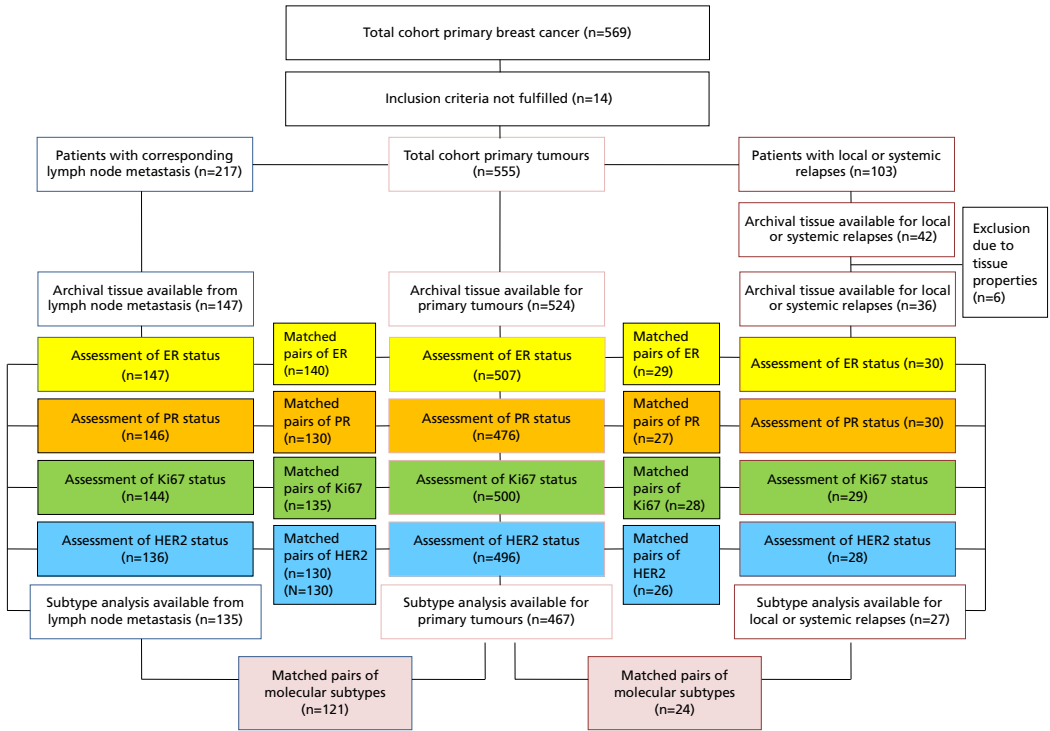 Total cohort primary breast cancer (n=569)
Inclusion criteria not fulfilled (n=14)
Patients with corresponding
lymph node metastasis (n=217)
Total cohort primary tumours
(n=555)
Patients with local or systemic
relapses (n=103)
Archival tissue available for local
or systemic relapses (n=42)
Exclusion
due to
tissue
properties
(n=6)
Archival tissue available from
lymph node metastasis (n=147)
Archival tissue available for
primary tumours (n=524)
Archival tissue available for local
or systemic relapses (n=36)
Assessment of ER status
(n=147)
Matched
pairs of ER
(n=140)
Assessment of ER status
(n=507)
Matched
pairs of ER
(n=29)
Assessment of ER status (n=30)
Assessment of PR status
(n=146)
Matched
pairs of PR
(n=130)
Assessment of PR status
(n=476)
Matched
pairs of PR
(n=27)
Assessment of PR status (n=30)
Assessment of Ki67 status
(n=144)
Matched
pairs of Ki67
(n=135)
Assessment of Ki67 status
(n=500)
Matched
pairs of
Ki67 (n=28)
Assessment of Ki67 status
(n=29)
Assessment of HER2 status
(n=136)
Matched
pairs of HER2
(n=130)
(N=130)
Assessment of HER2 status
(n=496)
Matched
pairs of
HER2
(n=26)
Assessment of HER2 status
(n=28)
Subtype analysis available from
lymph node metastasis (n=135)
Subtype analysis available for
primary tumours (n=467)
Subtype analysis available for
local or systemic relapses (n=27)
Matched pairs of
molecular subtypes
(n=121)
Matched pairs of
molecular subtypes
(n=24)